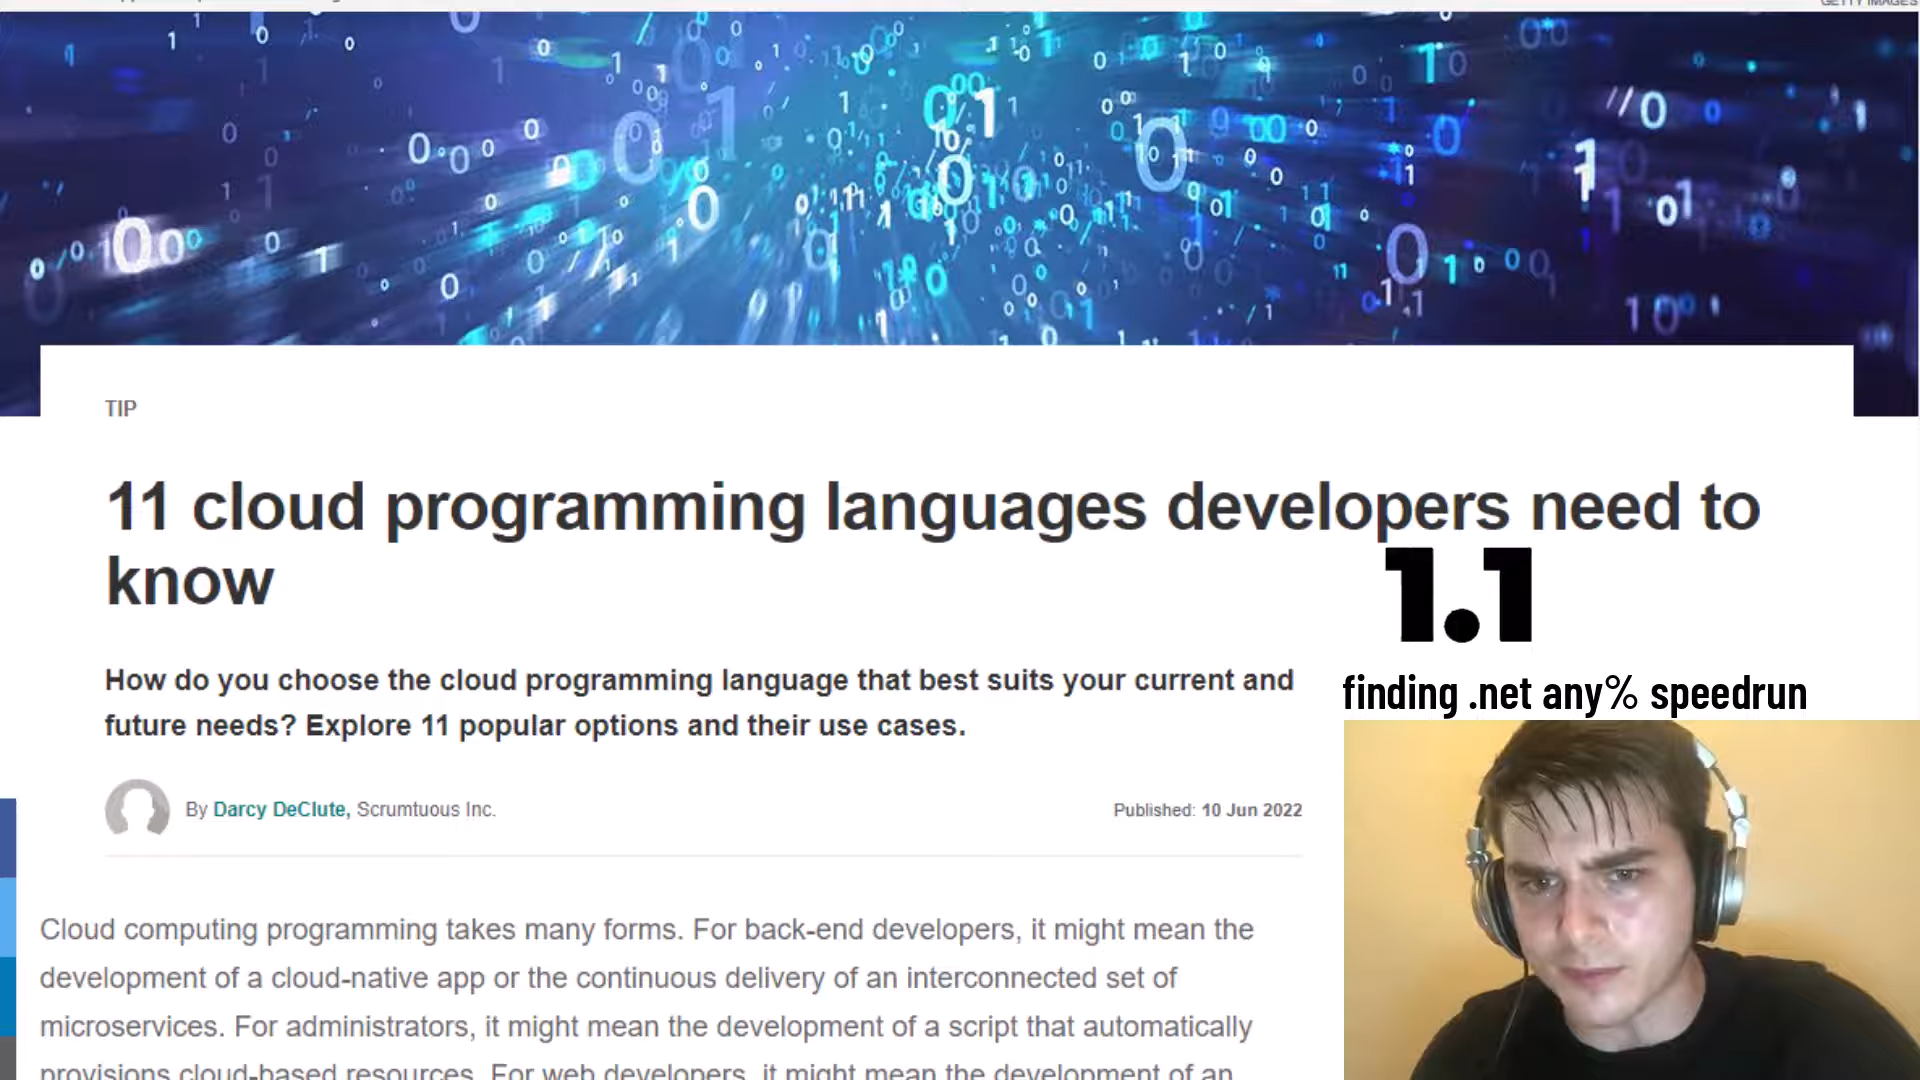 GETTY IMAGES
TIP
11 cloud programming languages developers need to
know
1.1
How do you choose the cloud programming language that best suits your current and
future needs? Explore 11 popular options and their use cases.
finding .net any% speedrun
By Darcy DeClute, Scrumtuous Inc.
Published: 10 Jun 2022
Cloud computing programming takes many forms. For back-end developers, it might mean the
development of a cloud-native app or the continuous delivery of an interconnected set of
microservices. For administrators, it might mean the development of a script that automatically
provisions cloud-based resources. For web developers, it might mean the development of an